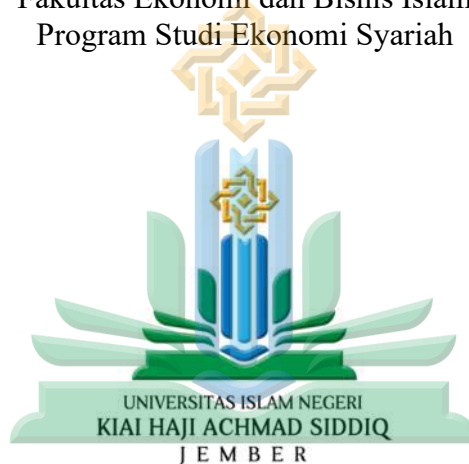 Fakultas Ekonomi dan Bisnis Islam
Program Studi Ekonomi Syariah
UNIVERSITAS ISLAM NEGERI
KIAI HAJI ACHMAD SIDDIQ
JEMBER